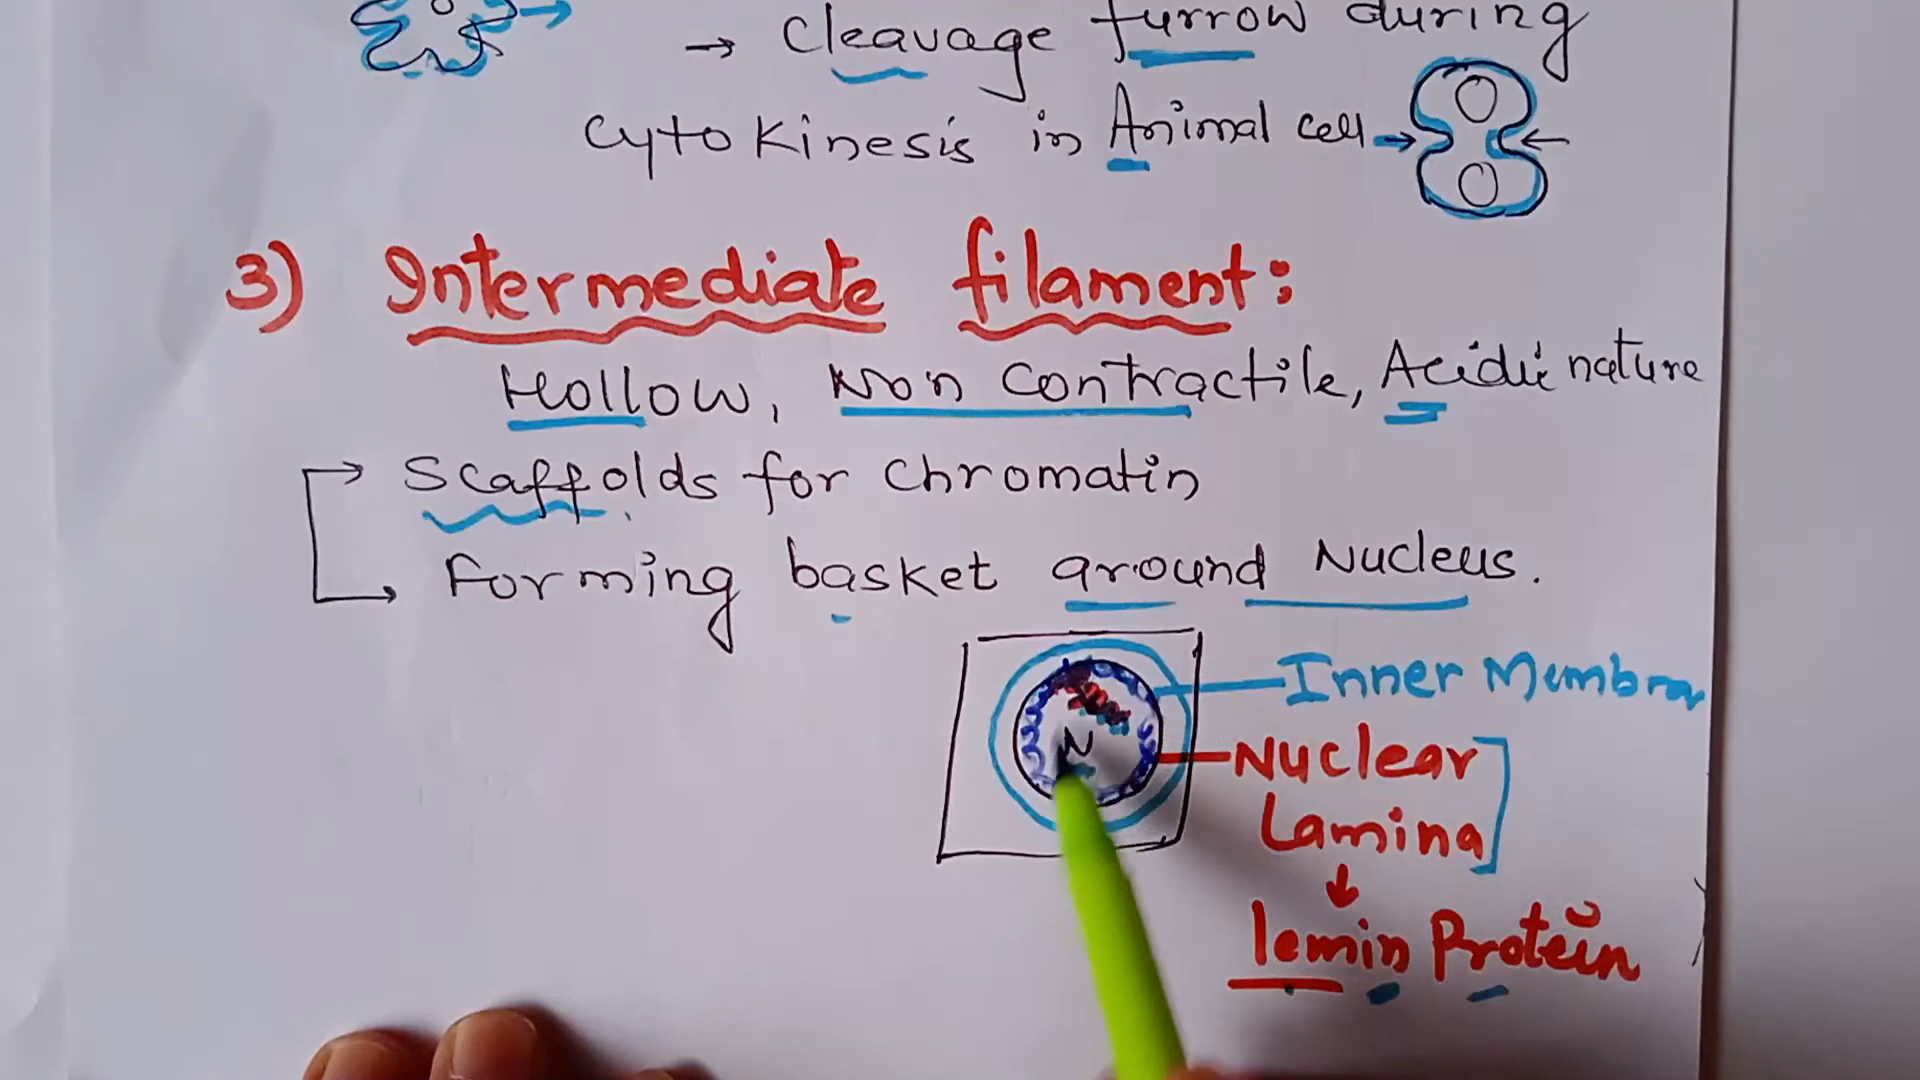 → Cleavage furrow during
Cytokinesis in Animal cell
3) Intermediate filament:
Hollow, Non Contractile, Acidic nature
→ Scaffolds for chromatin
→ Forming basket around Nucleus.
Inner Membra
N
Nuclear
Lamina
↓
lemin Protein